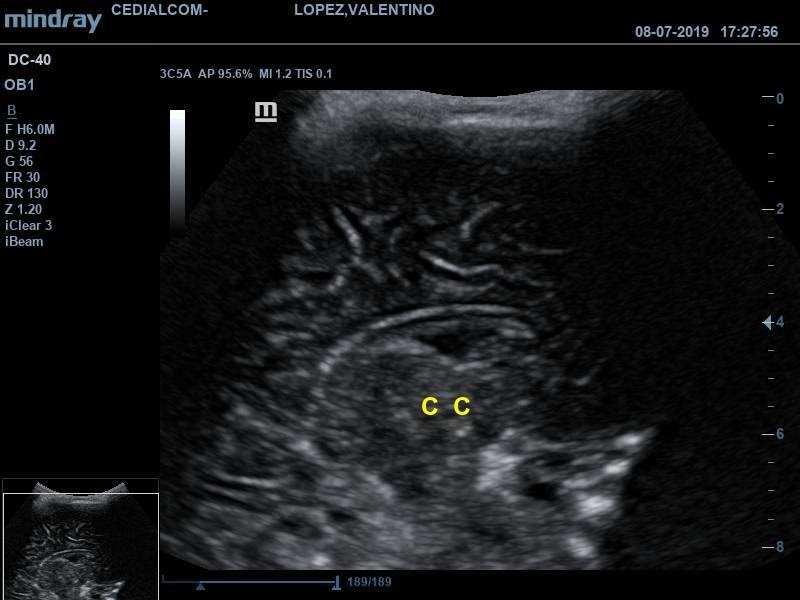 mindray CEDIALCOM- LOPEZ,VALENTINO
08-07-2019 17:27:56
DC-40
3C5A AP 95.6% MI 1.2 TIS 0.1
OB1
m
B
F H6.0M
D 9.2
G 56
FR 30
DR 130
Z 1.20
iClear 3
iBeam
0
2
4
C C
6
8
189/189